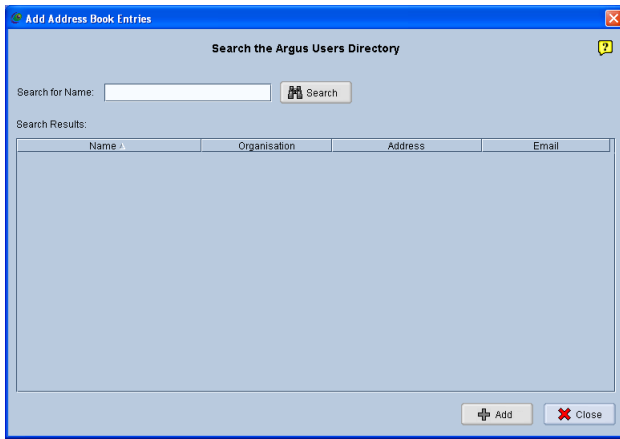 Add Address Book Entries
Search the Argus Users Directory
?
Search for Name: Search
Search Results:
Name Organisation Address Email
Add Close